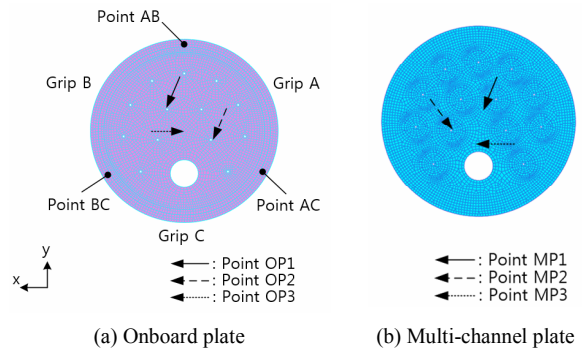 Point AB
Grip B
Grip A
Point BC
Point AC
Grip C
y
x
: Point OP1
: Point OP2
: Point OP3
(a) Onboard plate
: Point MP1
: Point MP2
: Point MP3
(b) Multi-channel plate